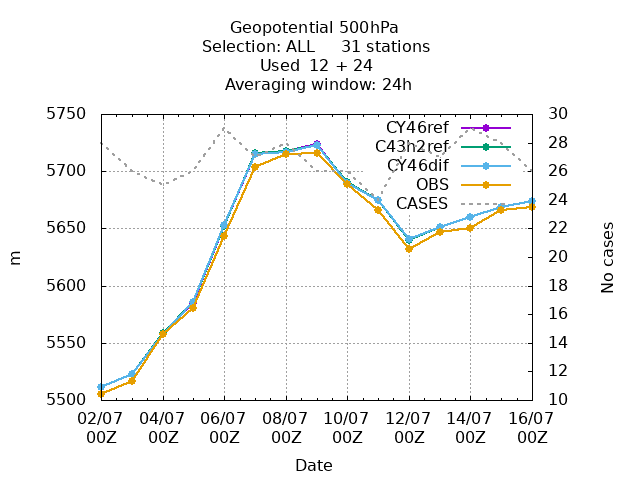 Geopotential 500hPa
Selection: ALL 31 stations
Used 12 + 24
Averaging window: 24h
5750
5700
5650
5600
5550
5500
m
30
28
26
24
22
20
18
16
14
12
10
No cases
CY46ref
C43h2ref
CY46dif
OBS
CASES
02/07 04/07 06/07 08/07 10/07 12/07 14/07 16/07
00Z 00Z 00Z 00Z 00Z 00Z 00Z 00Z
Date